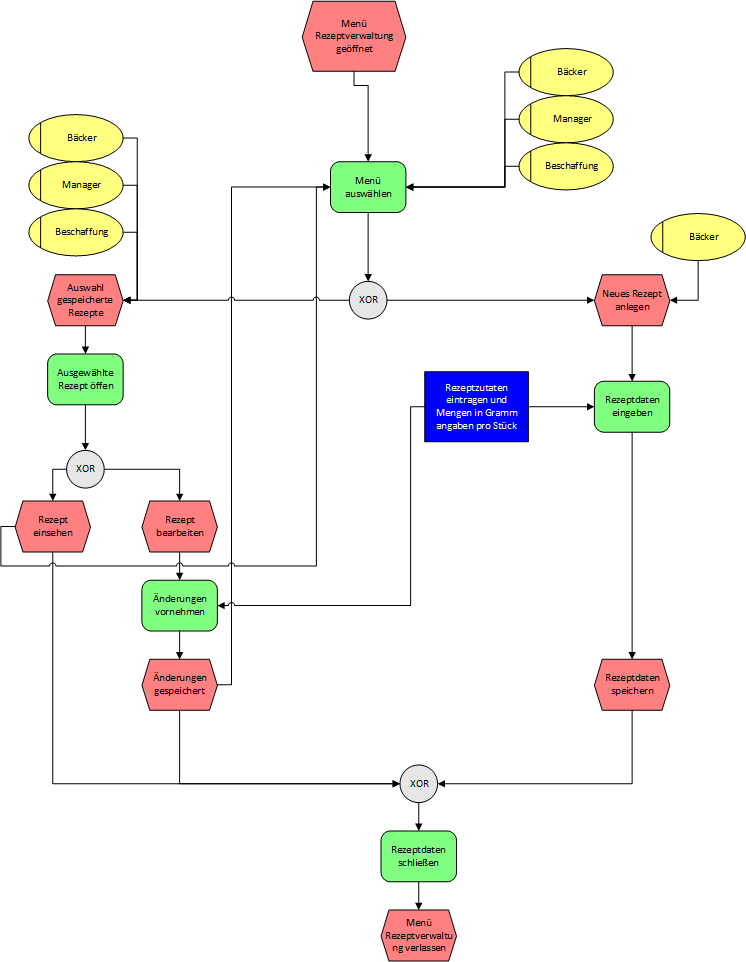 Menü
Rezeptverwaltung
geöffnet
Bäcker
Manager
Beschaffung
Bäcker
Manager
Beschaffung
Menü
auswählen
Bäcker
Auswahl
gespeicherte
Rezepte
XOR
Neues Rezept
anlegen
Ausgewählte
Rezept öffen
Rezeptzutaten
eintragen und
Mengen in Gramm
angaben pro Stück
Rezeptdaten
eingeben
XOR
Rezept
einsehen
Rezept
bearbeiten
Änderungen
vornehmen
Änderungen
gespeichert
Rezeptdaten
speichern
XOR
Rezeptdaten
schließen
Menü
Rezeptverwaltu
ng verlassen